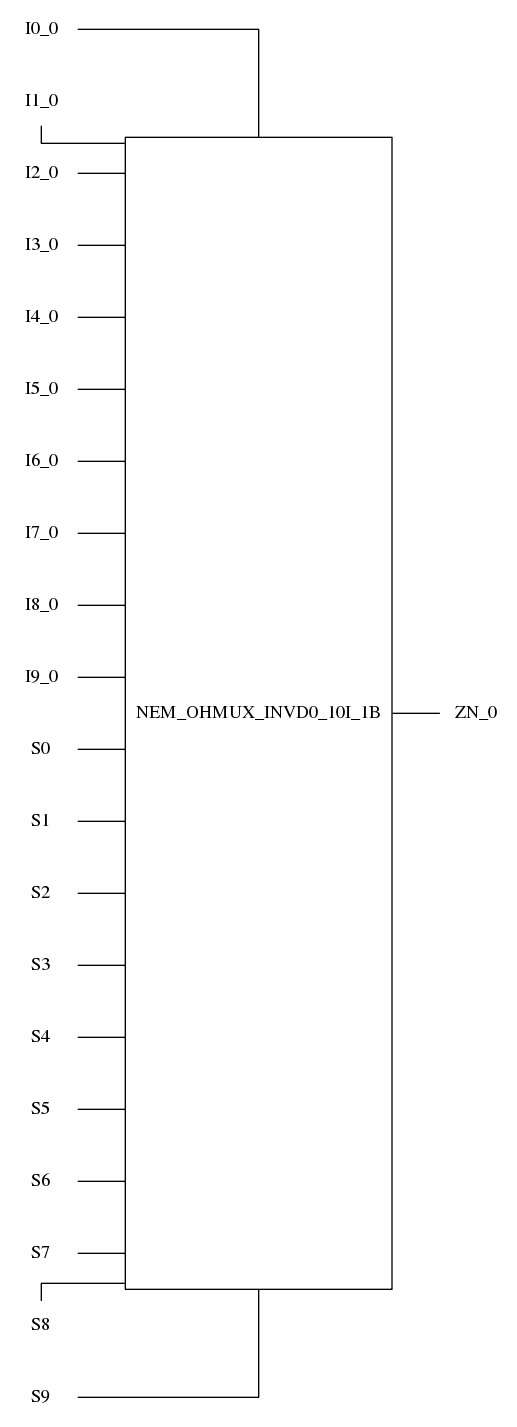 I0_0
I1_0
I2_0
I3_0
I4_0
I5_0
I6_0
I7_0
I8_0
I9_0
NEM_OHMUX_INVD0_10I_1B
ZN_0
S0
S1
S2
S3
S4
S5
S6
S7
S8
S9